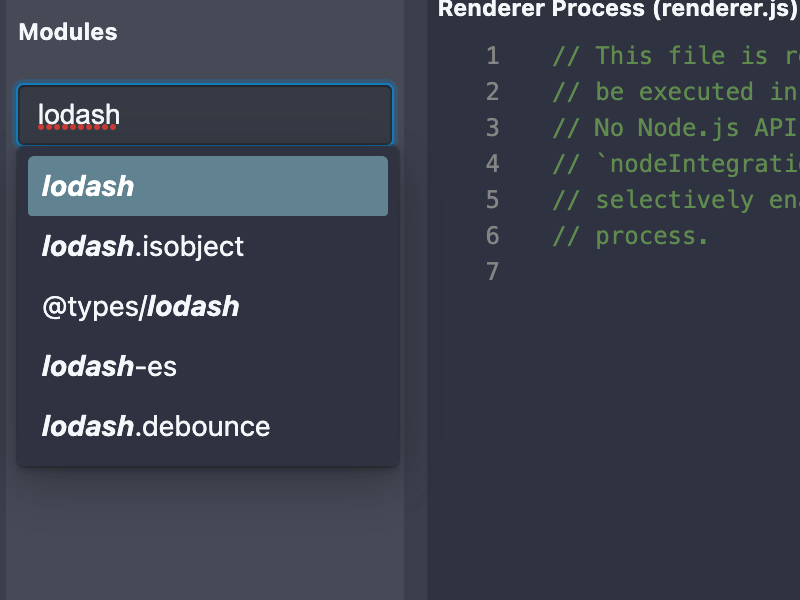 Modules
lodash
lodash
lodash.isobject
@types/lodash
lodash-es
lodash.debounce
Renderer Process (renderer.js)
1 // This file is
2 // be executed in
3 // No Node.js API
4 // `nodeIntegrati
5 // selectively
6 // process.
7